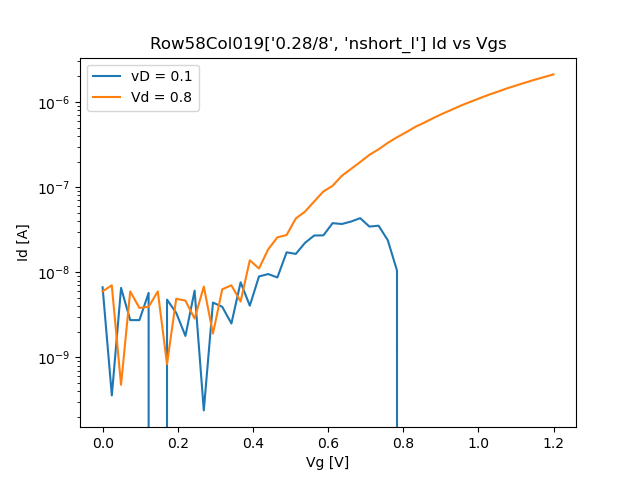 Row58Col019['0.28/8', 'nshort_l'] Id vs Vgs
vD = 0.1
Vd = 0.8
10⁻⁶
10⁻⁷
10⁻⁸
10⁻⁹
Id [A]
0.0 0.2 0.4 0.6 0.8 1.0 1.2
Vg [V]